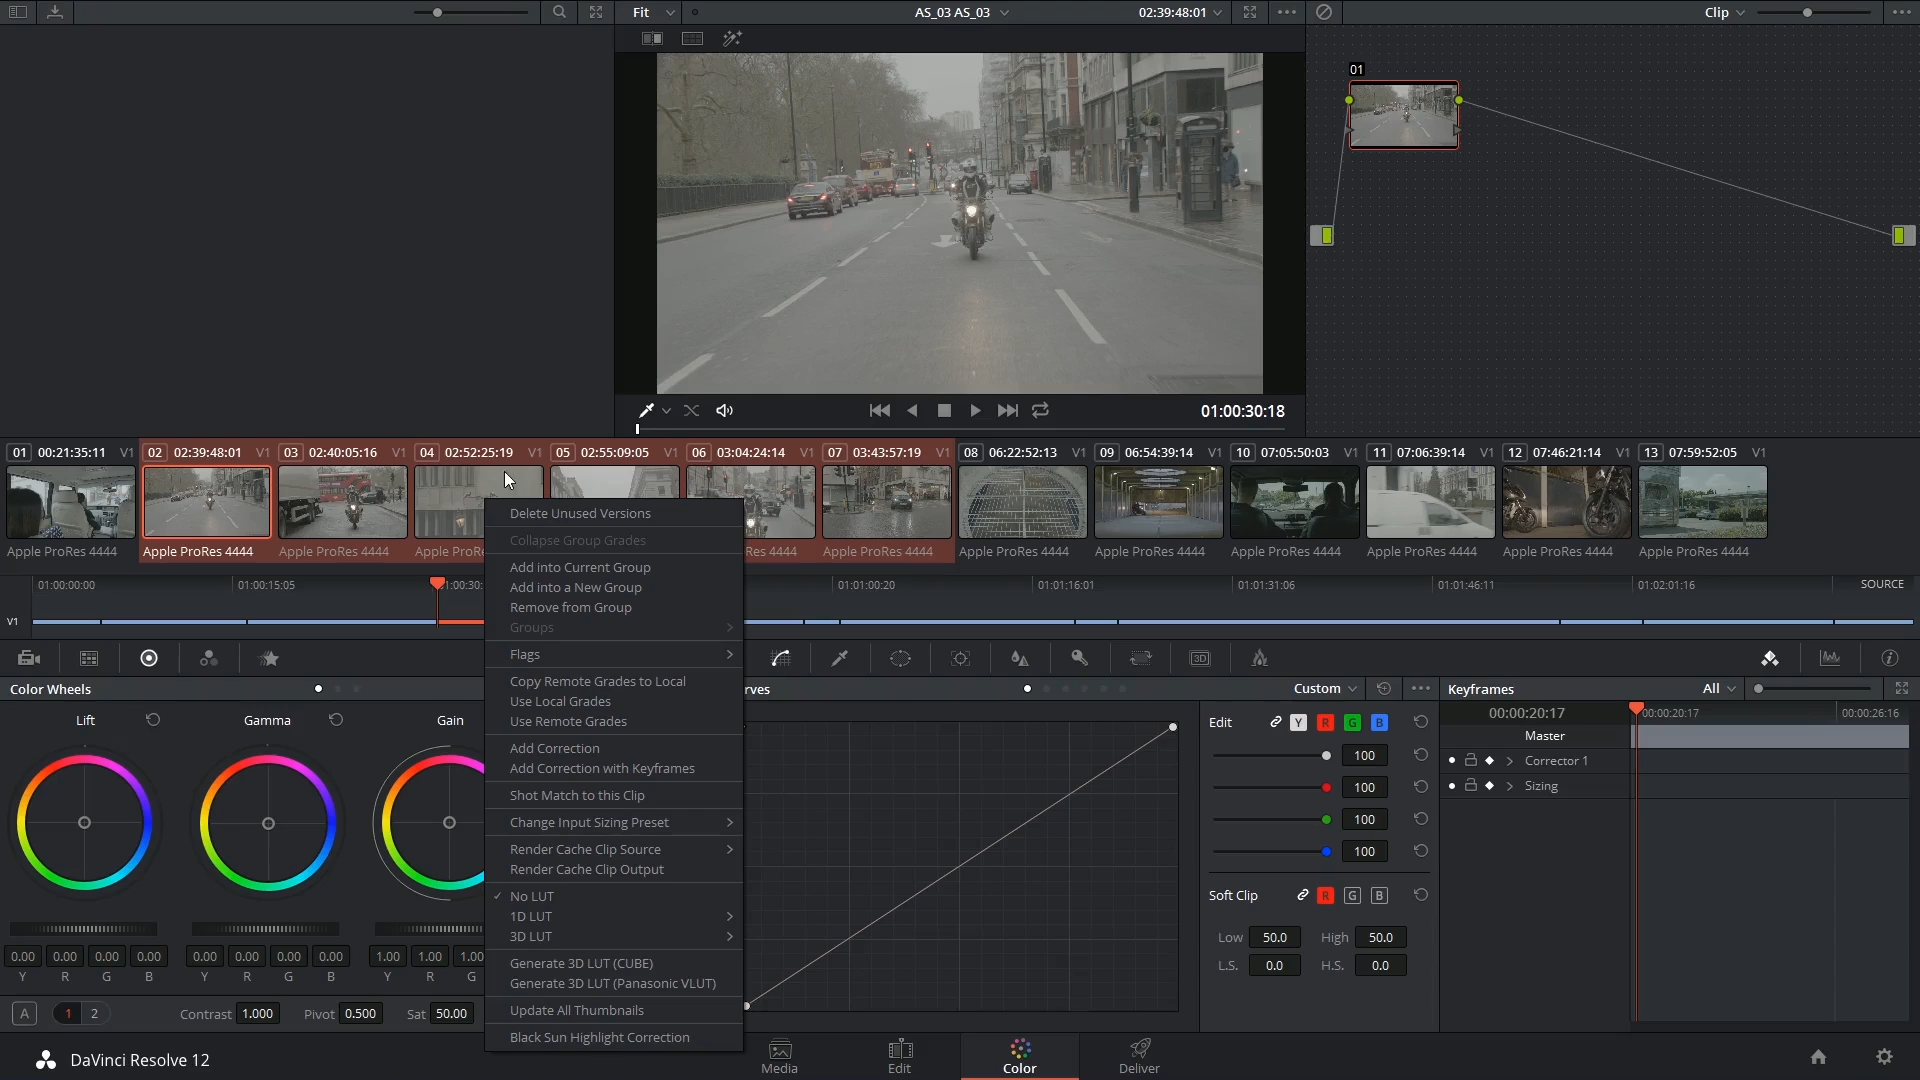 Fit
AS_03 AS_03
02:39:48:01
Clip
01
01:00:30:18
01 00:21:35:11 V1
02 02:39:48:01 V1
03 02:40:05:16 V1
04 02:52:25:19 V1
05 02:55:09:05 V1
06 03:04:24:14 V1
07 03:43:57:19 V1
08 06:22:52:13 V1
09 06:54:39:14 V1
10 07:05:50:03 V1
11 07:06:39:14 V1
12 07:46:21:14 V1
13 07:59:52:05 V1
Apple ProRes 4444
Apple ProRes 4444
Apple ProRes 4444
Apple ProRe
Res 4444
Apple ProRes 4444
Apple ProRes 4444
Apple ProRes 4444
Apple ProRes 4444
Apple ProRes 4444
Apple ProRes 4444
Apple ProRes 4444
01:00:00:00
01:00:15:05
1:00:30:
01:01:00:20
01:01:16:01
01:01:31:06
01:01:46:11
01:02:01:16
SOURCE
V1
Delete Unused Versions
Collapse Group Grades
Add into Current Group
Add into a New Group
Remove from Group
Groups
Flags
Copy Remote Grades to Local
Use Local Grades
Use Remote Grades
Add Correction
Add Correction with Keyframes
Shot Match to this Clip
Change Input Sizing Preset
Render Cache Clip Source
Render Cache Clip Output
✓ No LUT
1D LUT
3D LUT
Generate 3D LUT (CUBE)
Generate 3D LUT (Panasonic VLUT)
Update All Thumbnails
Black Sun Highlight Correction
Color Wheels
Lift
Gamma
Gain
0.00 0.00 0.00 0.00
Y R G B
0.00 0.00 0.00 0.00
Y R G B
1.00 1.00 1.00
Y R G
A
1 2
Contrast 1.000
Pivot 0.500
Sat 50.00
rves
Custom
3D
Edit
Y R G B
100
100
100
100
Soft Clip
R G B
Low 50.0 High 50.0
L.S. 0.0 H.S. 0.0
Keyframes
All
00:00:20:17
00:00:20:17
00:00:26:16
Master
Corrector 1
Sizing
DaVinci Resolve 12
Media
Edit
Color
Deliver